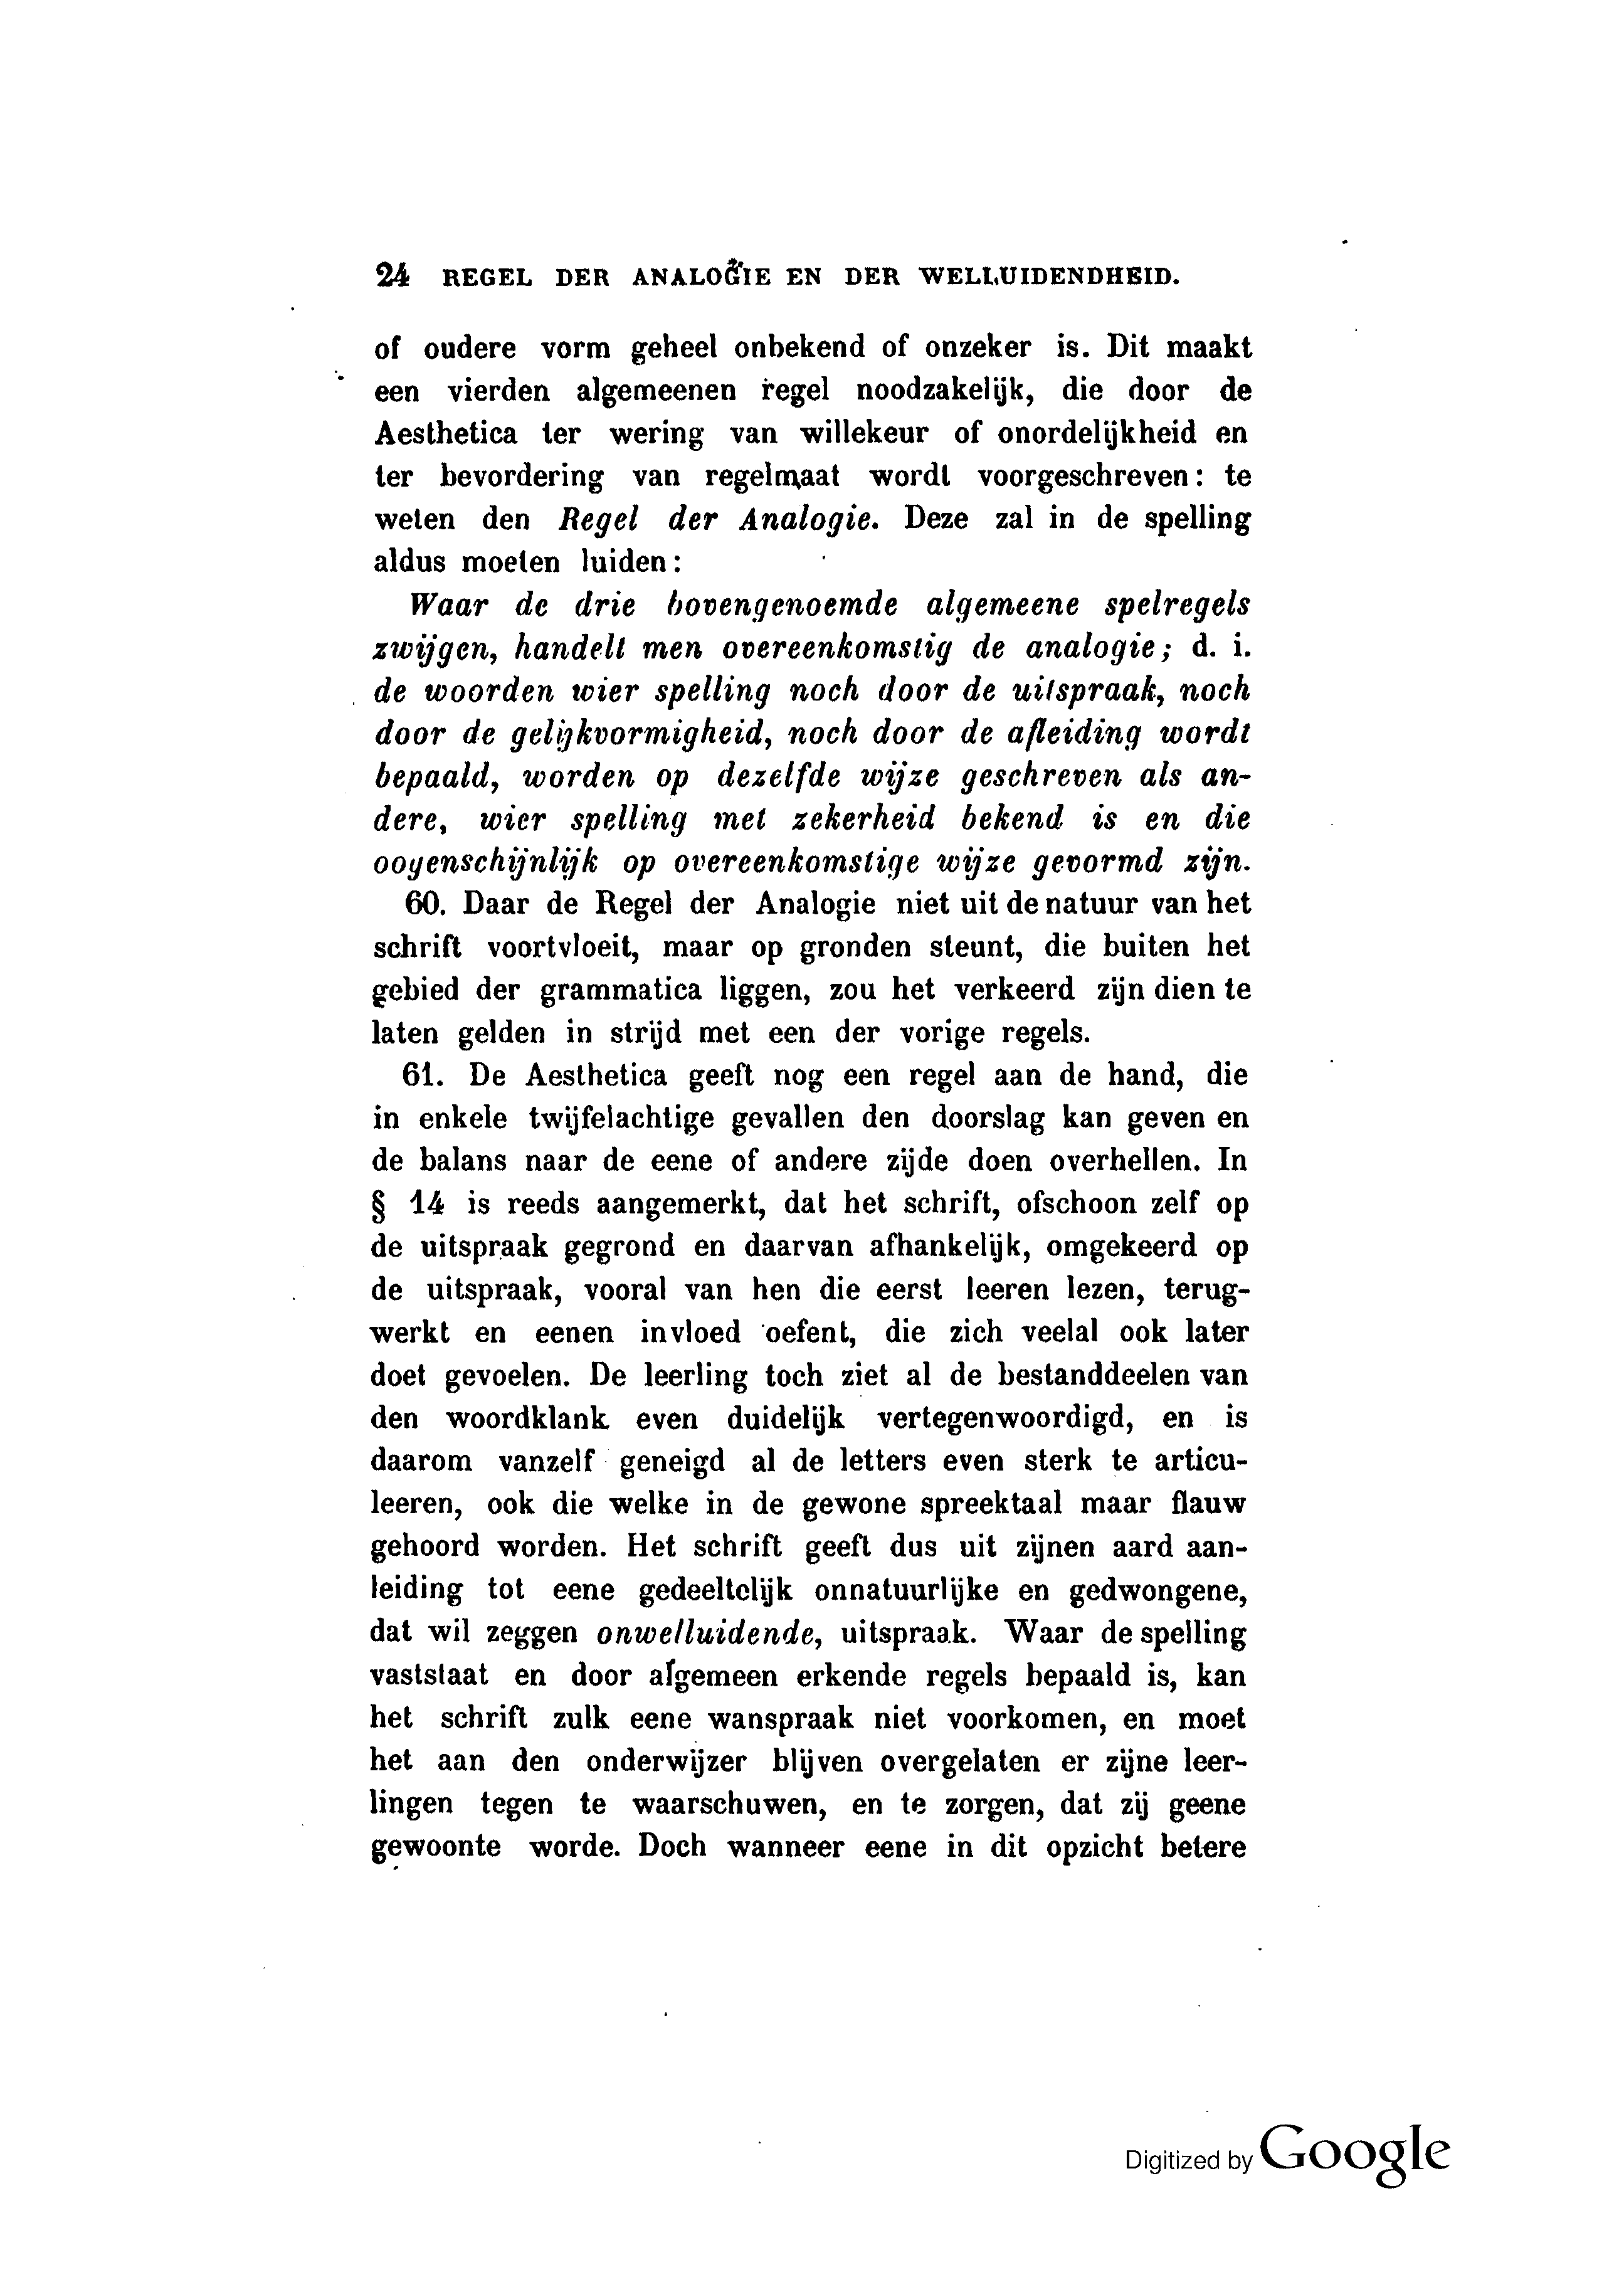 24 REGEL DER ANALOGIE EN DER WELLUIDENDHEID.
of oudere vorm geheel onbekend of onzeker is. Dit maakt
een vierden algemeenen regel noodzakelijk, die door de
Aesthetica ter wering van willekeur of onordelijkheid en
ter bevordering van regelmaat wordt voorgeschreven: te
weten den Regel der Analogie. Deze zal in de spelling
aldus moeten luiden:
Waar de drie bovengenoemde algemeene spelregels
zwijgen, handelt men overeenkomstig de analogie; d. i.
de woorden wier spelling noch door de uitspraak, noch
door de gelijkvormigheid, noch door de afleiding wordt
bepaald, worden op dezelfde wijze geschreven als an-
dere, wier spelling met zekerheid bekend is en die
oogenschijnlijk op overeenkomstige wijze gevormd zijn.
60. Daar de Regel der Analogie niet uit de natuur van het
schrift voortvloeit, maar op gronden steunt, die buiten het
gebied der grammatica liggen, zou het verkeerd zijn dien te
laten gelden in strijd met een der vorige regels.
61. De Aesthetica geeft nog een regel aan de hand, die
in enkele twijfelachtige gevallen den doorslag kan geven en
de balans naar de eene of andere zijde doen overhellen. In
§ 14 is reeds aangemerkt, dat het schrift, ofschoon zelf op
de uitspraak gegrond en daarvan afhankelijk, omgekeerd op
de uitspraak, vooral van hen die eerst leeren lezen, terug-
werkt en eenen invloed oefent, die zich veelal ook later
doet gevoelen. De leerling toch ziet al de bestanddeelen van
den woordklank even duidelijk vertegenwoordigd, en is
daarom vanzelf geneigd al de letters even sterk te articu-
leeren, ook die welke in de gewone spreektaal maar flauw
gehoord worden. Het schrift geeft dus uit zijnen aard aan-
leiding tot eene gedeeltelijk onnatuurlijke en gedwongene,
dat wil zeggen onwelluidende, uitspraak. Waar de spelling
vaststaat en door algemeen erkende regels bepaald is, kan
het schrift zulk eene wanspraak niet voorkomen, en moet
het aan den onderwijzer blijven overgelaten er zijne leer-
lingen tegen te waarschuwen, en te zorgen, dat zij geene
gewoonte worde. Doch wanneer eene in dit opzicht betere
Digitized by Google